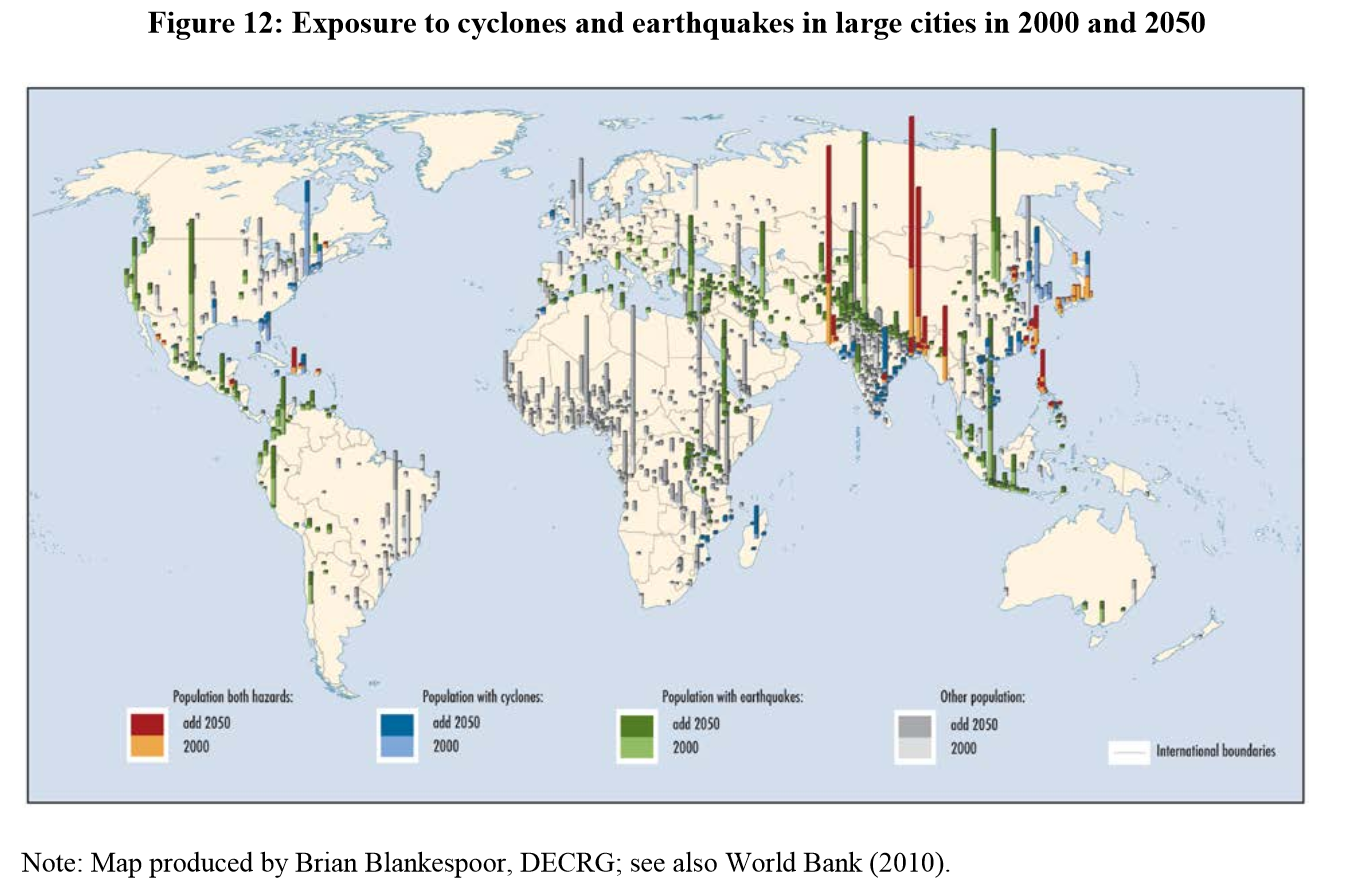 Figure 12: Exposure to cyclones and earthquakes in large cities in 2000 and 2050
Population both hazards:
add 2050
2000
Population with cyclones:
add 2050
2000
Population with earthquakes:
add 2050
2000
Other population:
add 2050
2000
International boundaries
Note: Map produced by Brian Blankespoor, DECRG; see also World Bank (2010).